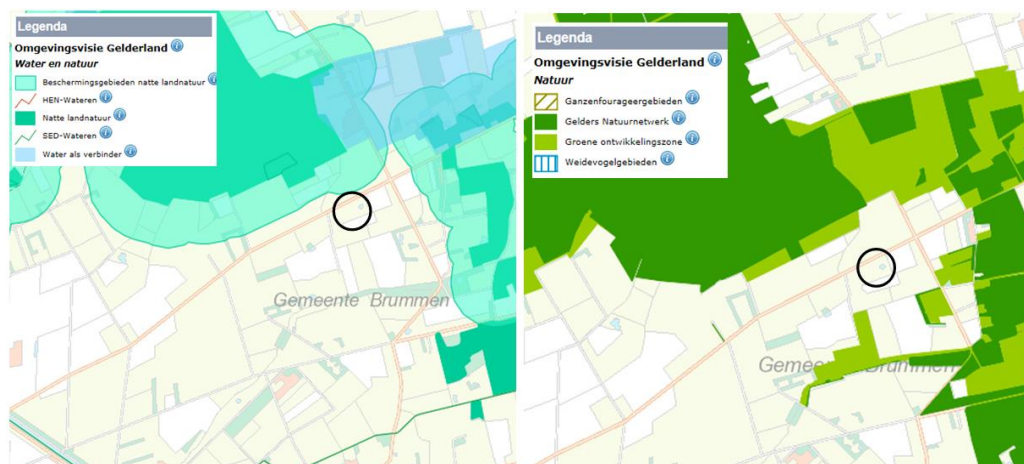 Legenda
Omgevingsvisie Gelderland
Water en natuur
Beschermingsgebieden natte landnatuur
HEN-Wateren
Natte landnatuur
SED-Wateren
Water als verbinder
Gemeente Brummen
Legenda
Omgevingsvisie Gelderland
Natuur
Ganzenfourageergebieden
Gelders Natuurnetwerk
Groene ontwikkelingszone
Weidevogelgebieden
Gemeente Brummen